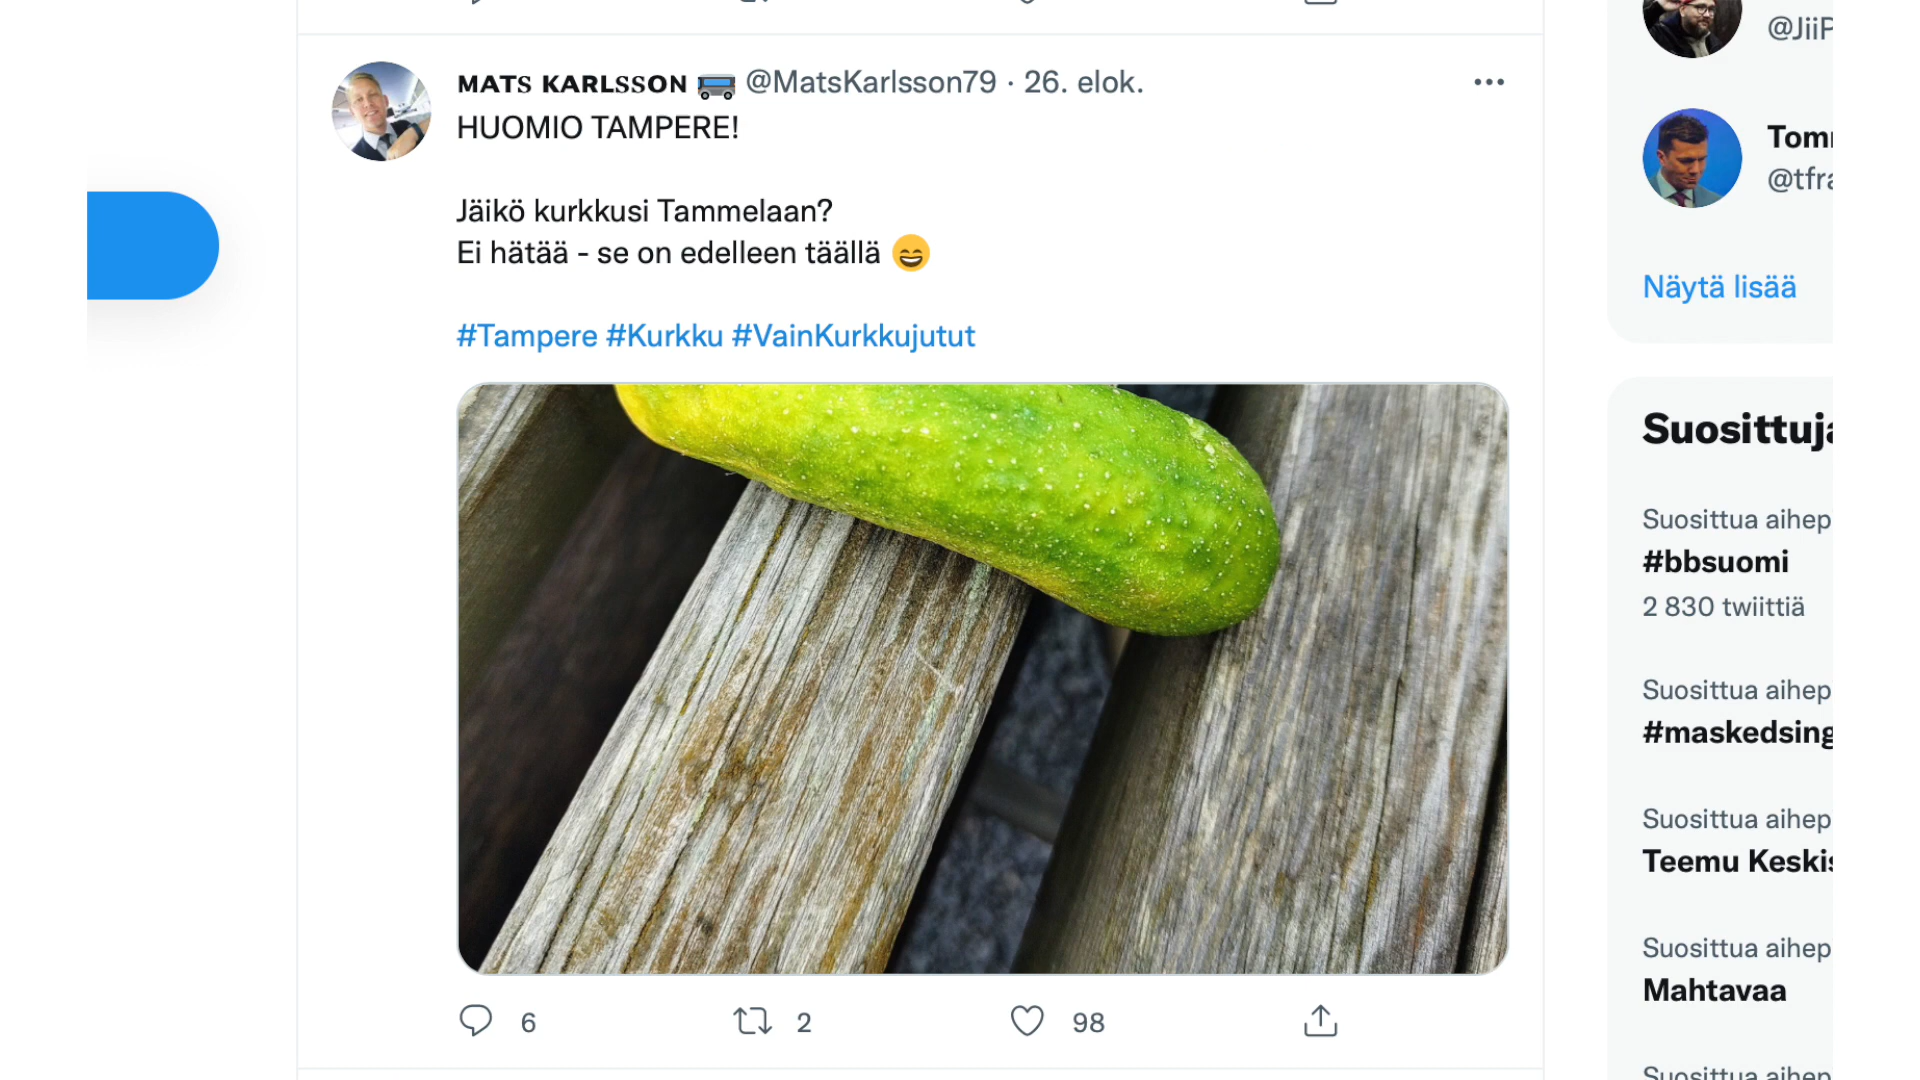 MATS KARLSSON @MatsKarlsson79 · 26. elok.
HUOMIO TAMPERE!
Jäikö kurkkusi Tammelaan?
Ei hätää - se on edelleen täällä
#Tampere #Kurkku #VainKurkkujutut
6 2 98
@JiiP
Tom
@tfra
Näytä lisää
Suosittuja
Suosittua aihep
#bbsuomi
2 830 twiittiä
Suosittua aihep
#maskedsing
Suosittua aihep
Teemu Keskis
Suosittua aihep
Mahtavaa
Suosittua aihep